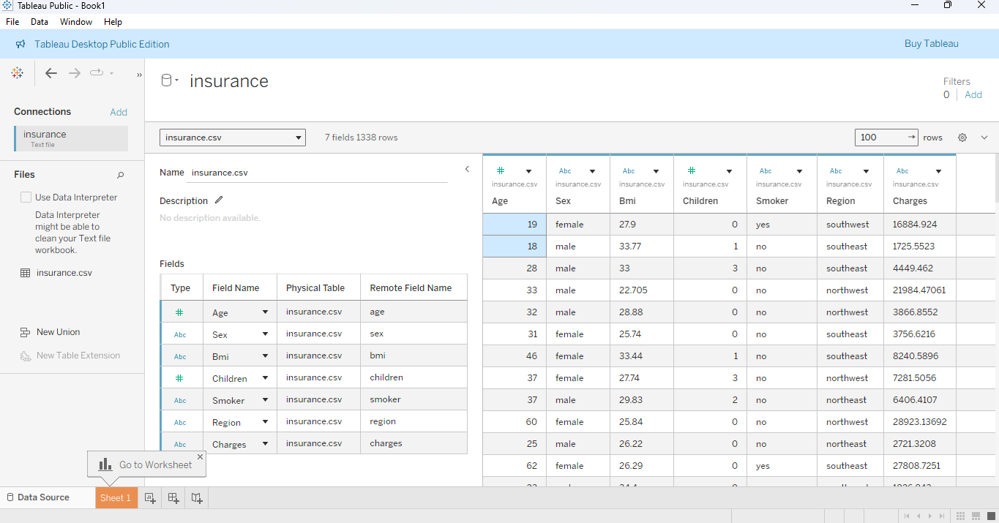 Tableau Public - Book1
File Data Window Help
Tableau Desktop Public Edition
Buy Tableau
insurance
Filters
0 Add
Connections Add
insurance
Text file
insurance.csv
7 fields 1338 rows
100 rows
Files
Use Data Interpreter
Data Interpreter
might be able to
clean your Text file
workbook.
insurance.csv
New Union
New Table Extension
Name insurance.csv
Description
No description available.
Fields
Type Field Name Physical Table Remote Field Name
# Age insurance.csv age
Abc Sex insurance.csv sex
Abc Bmi insurance.csv bmi
# Children insurance.csv children
Abc Smoker insurance.csv smoker
Abc Region insurance.csv region
Abc Charges insurance.csv charges
# Abc Abc # Abc Abc Abc
insurance.csv insurance.csv insurance.csv insurance.csv insurance.csv insurance.csv insurance.csv
Age Sex Bmi Children Smoker Region Charges
19 female 27.9 0 yes southwest 16884.924
18 male 33.77 1 no southeast 1725.5523
28 male 33 3 no southeast 4449.462
33 male 22.705 0 no northwest 21984.47061
32 male 28.88 0 no northwest 3866.8552
31 female 25.74 0 no southeast 3756.6216
46 female 33.44 1 no southeast 8240.5896
37 female 27.74 3 no northwest 7281.5056
37 male 29.83 2 no northeast 6406.4107
60 female 25.84 0 no northwest 28923.13692
25 male 26.22 0 no northeast 2721.3208
62 female 26.29 0 yes southeast 27808.7251
Go to Worksheet
Data Source Sheet 1